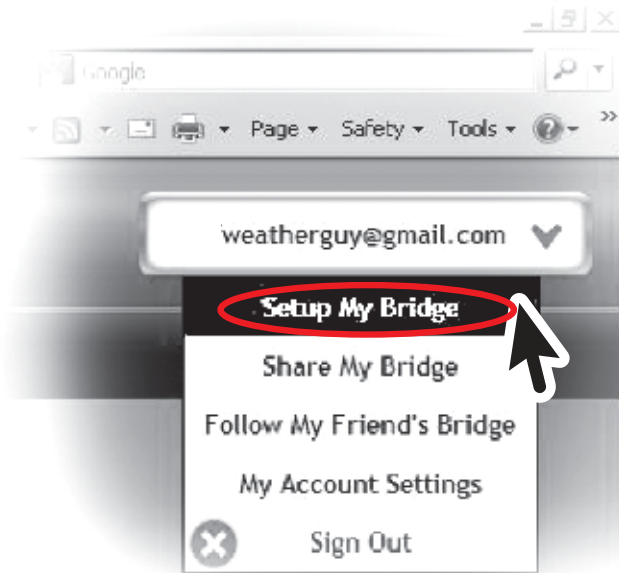 Google
Page Safety Tools
weatherguy@gmail.com
Setup My Bridge
Share My Bridge
Follow My Friend's Bridge
My Account Settings
Sign Out